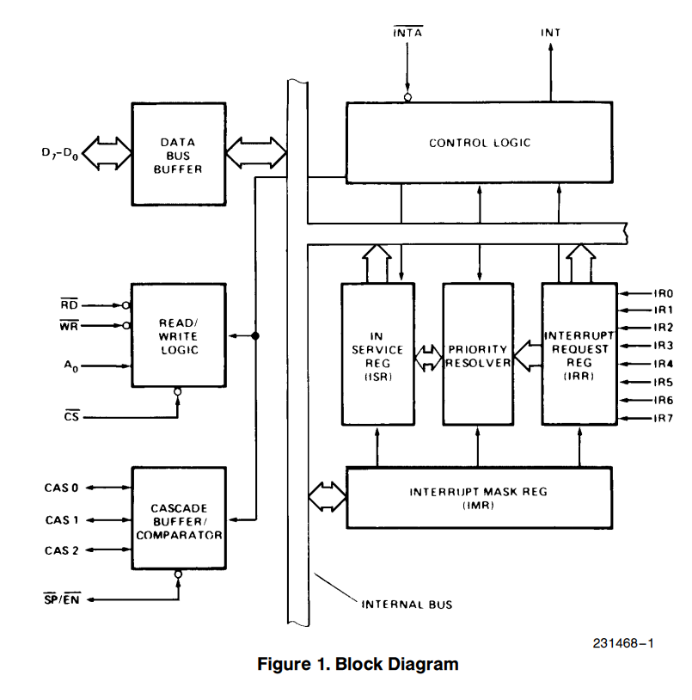 INTA
INT
D7-D0
DATA
BUS
BUFFER
CONTROL LOGIC
RD
WR
A0
CS
READ/
WRITE
LOGIC
IN
SERVICE
REG
(ISR)
PRIORITY
RESOLVER
INTERRUPT
REQUEST
REG
(IRR)
IR0
IR1
IR2
IR3
IR4
IR5
IR6
IR7
CAS 0
CAS 1
CAS 2
SP/EN
CASCADE
BUFFER/
COMPARATOR
INTERRUPT MASK REG
(IMR)
INTERNAL BUS
231468-1
Figure 1. Block Diagram